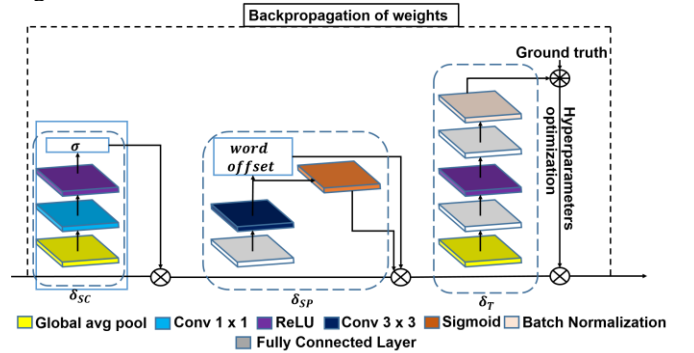 Backpropagation of weights
Ground truth
Hyperparameters
optimization
σ
word
offset
δSC
δSP
δT
Global avg pool Conv 1 x 1 ReLU Conv 3 x 3 Sigmoid Batch Normalization
Fully Connected Layer